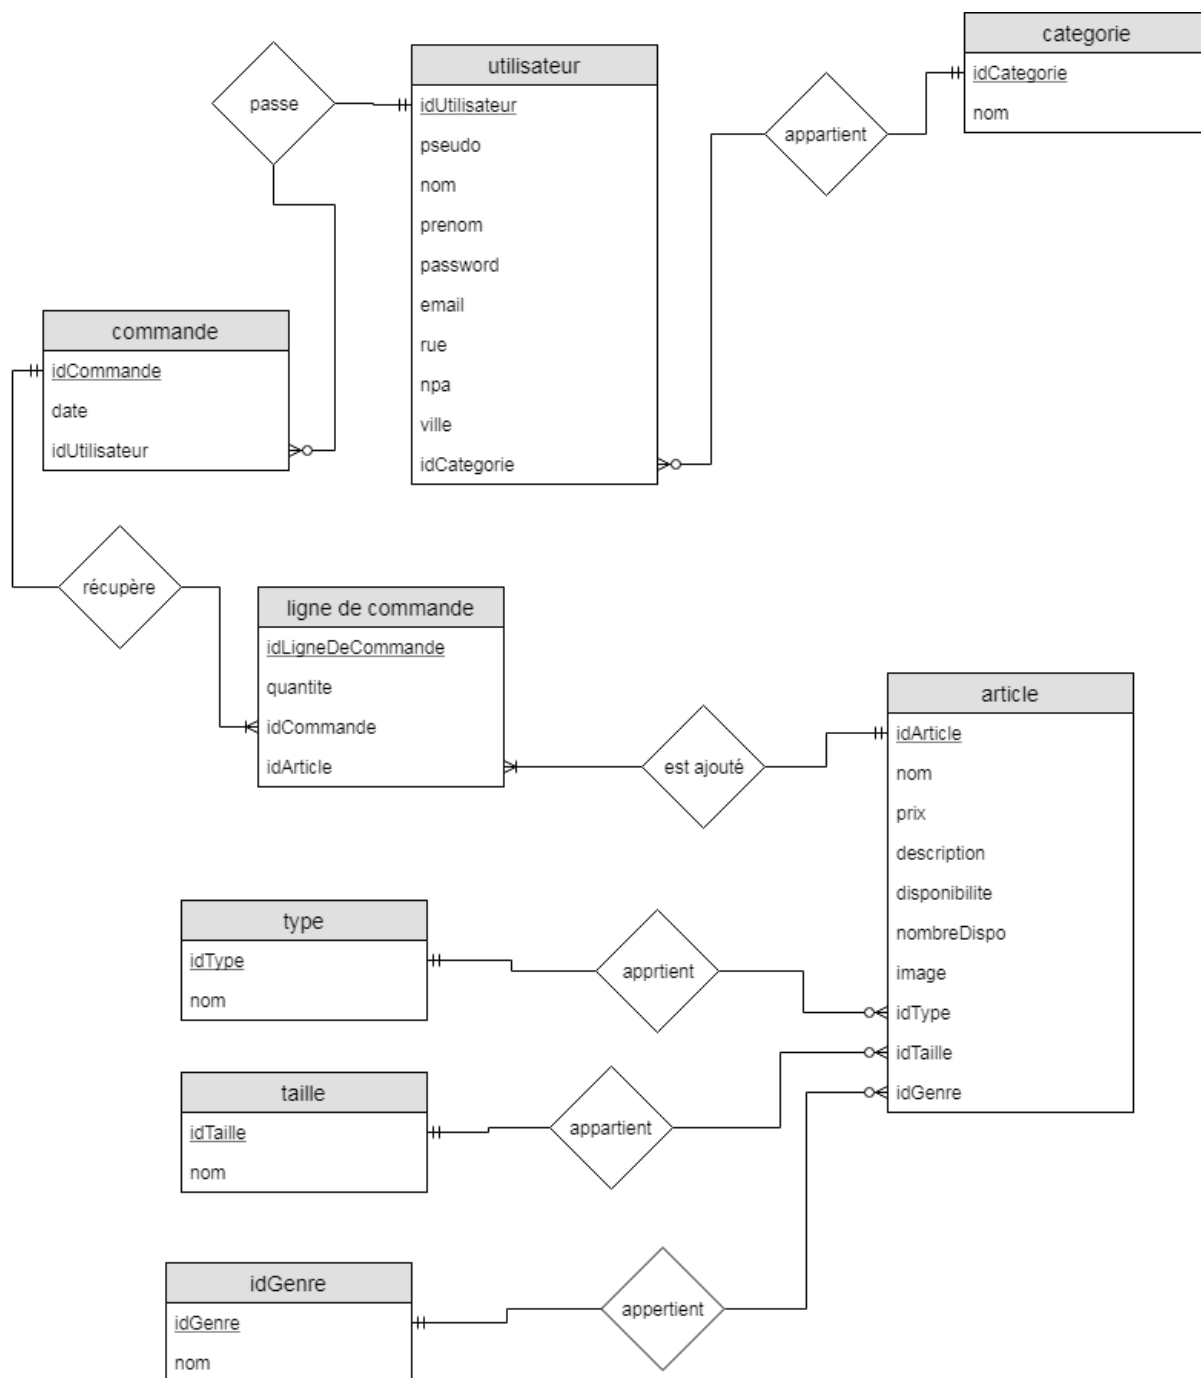 categorie
idCategorie
nom
appartient
utilisateur
idUtilisateur
pseudo
nom
prenom
password
email
rue
npa
ville
idCategorie
passe
commande
idCommande
date
idUtilisateur
récupère
ligne de commande
idLigneDeCommande
quantite
idCommande
idArticle
est ajouté
article
idArticle
nom
prix
description
disponibilite
nombreDispo
image
idType
idTaille
idGenre
type
idType
nom
apprtient
taille
idTaille
nom
appartient
idGenre
idGenre
nom
appertient